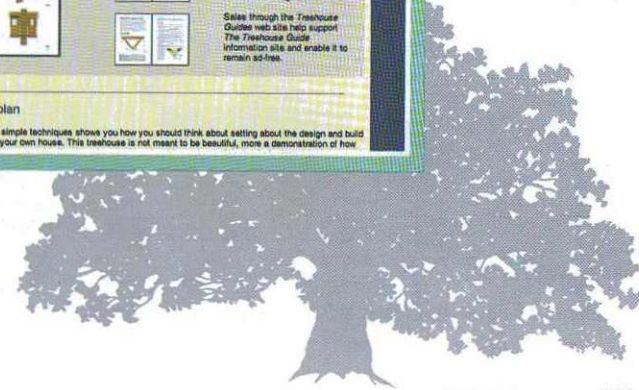 Sales through the Treehouse
Guides web site help support
The Treehouse Guide
information site and enable it to
remain ad-free.
plan
simple techniques shows you how you should think about setting about the design and build
your own house. This treehouse is not meant to be beautiful, more a demonstration of how